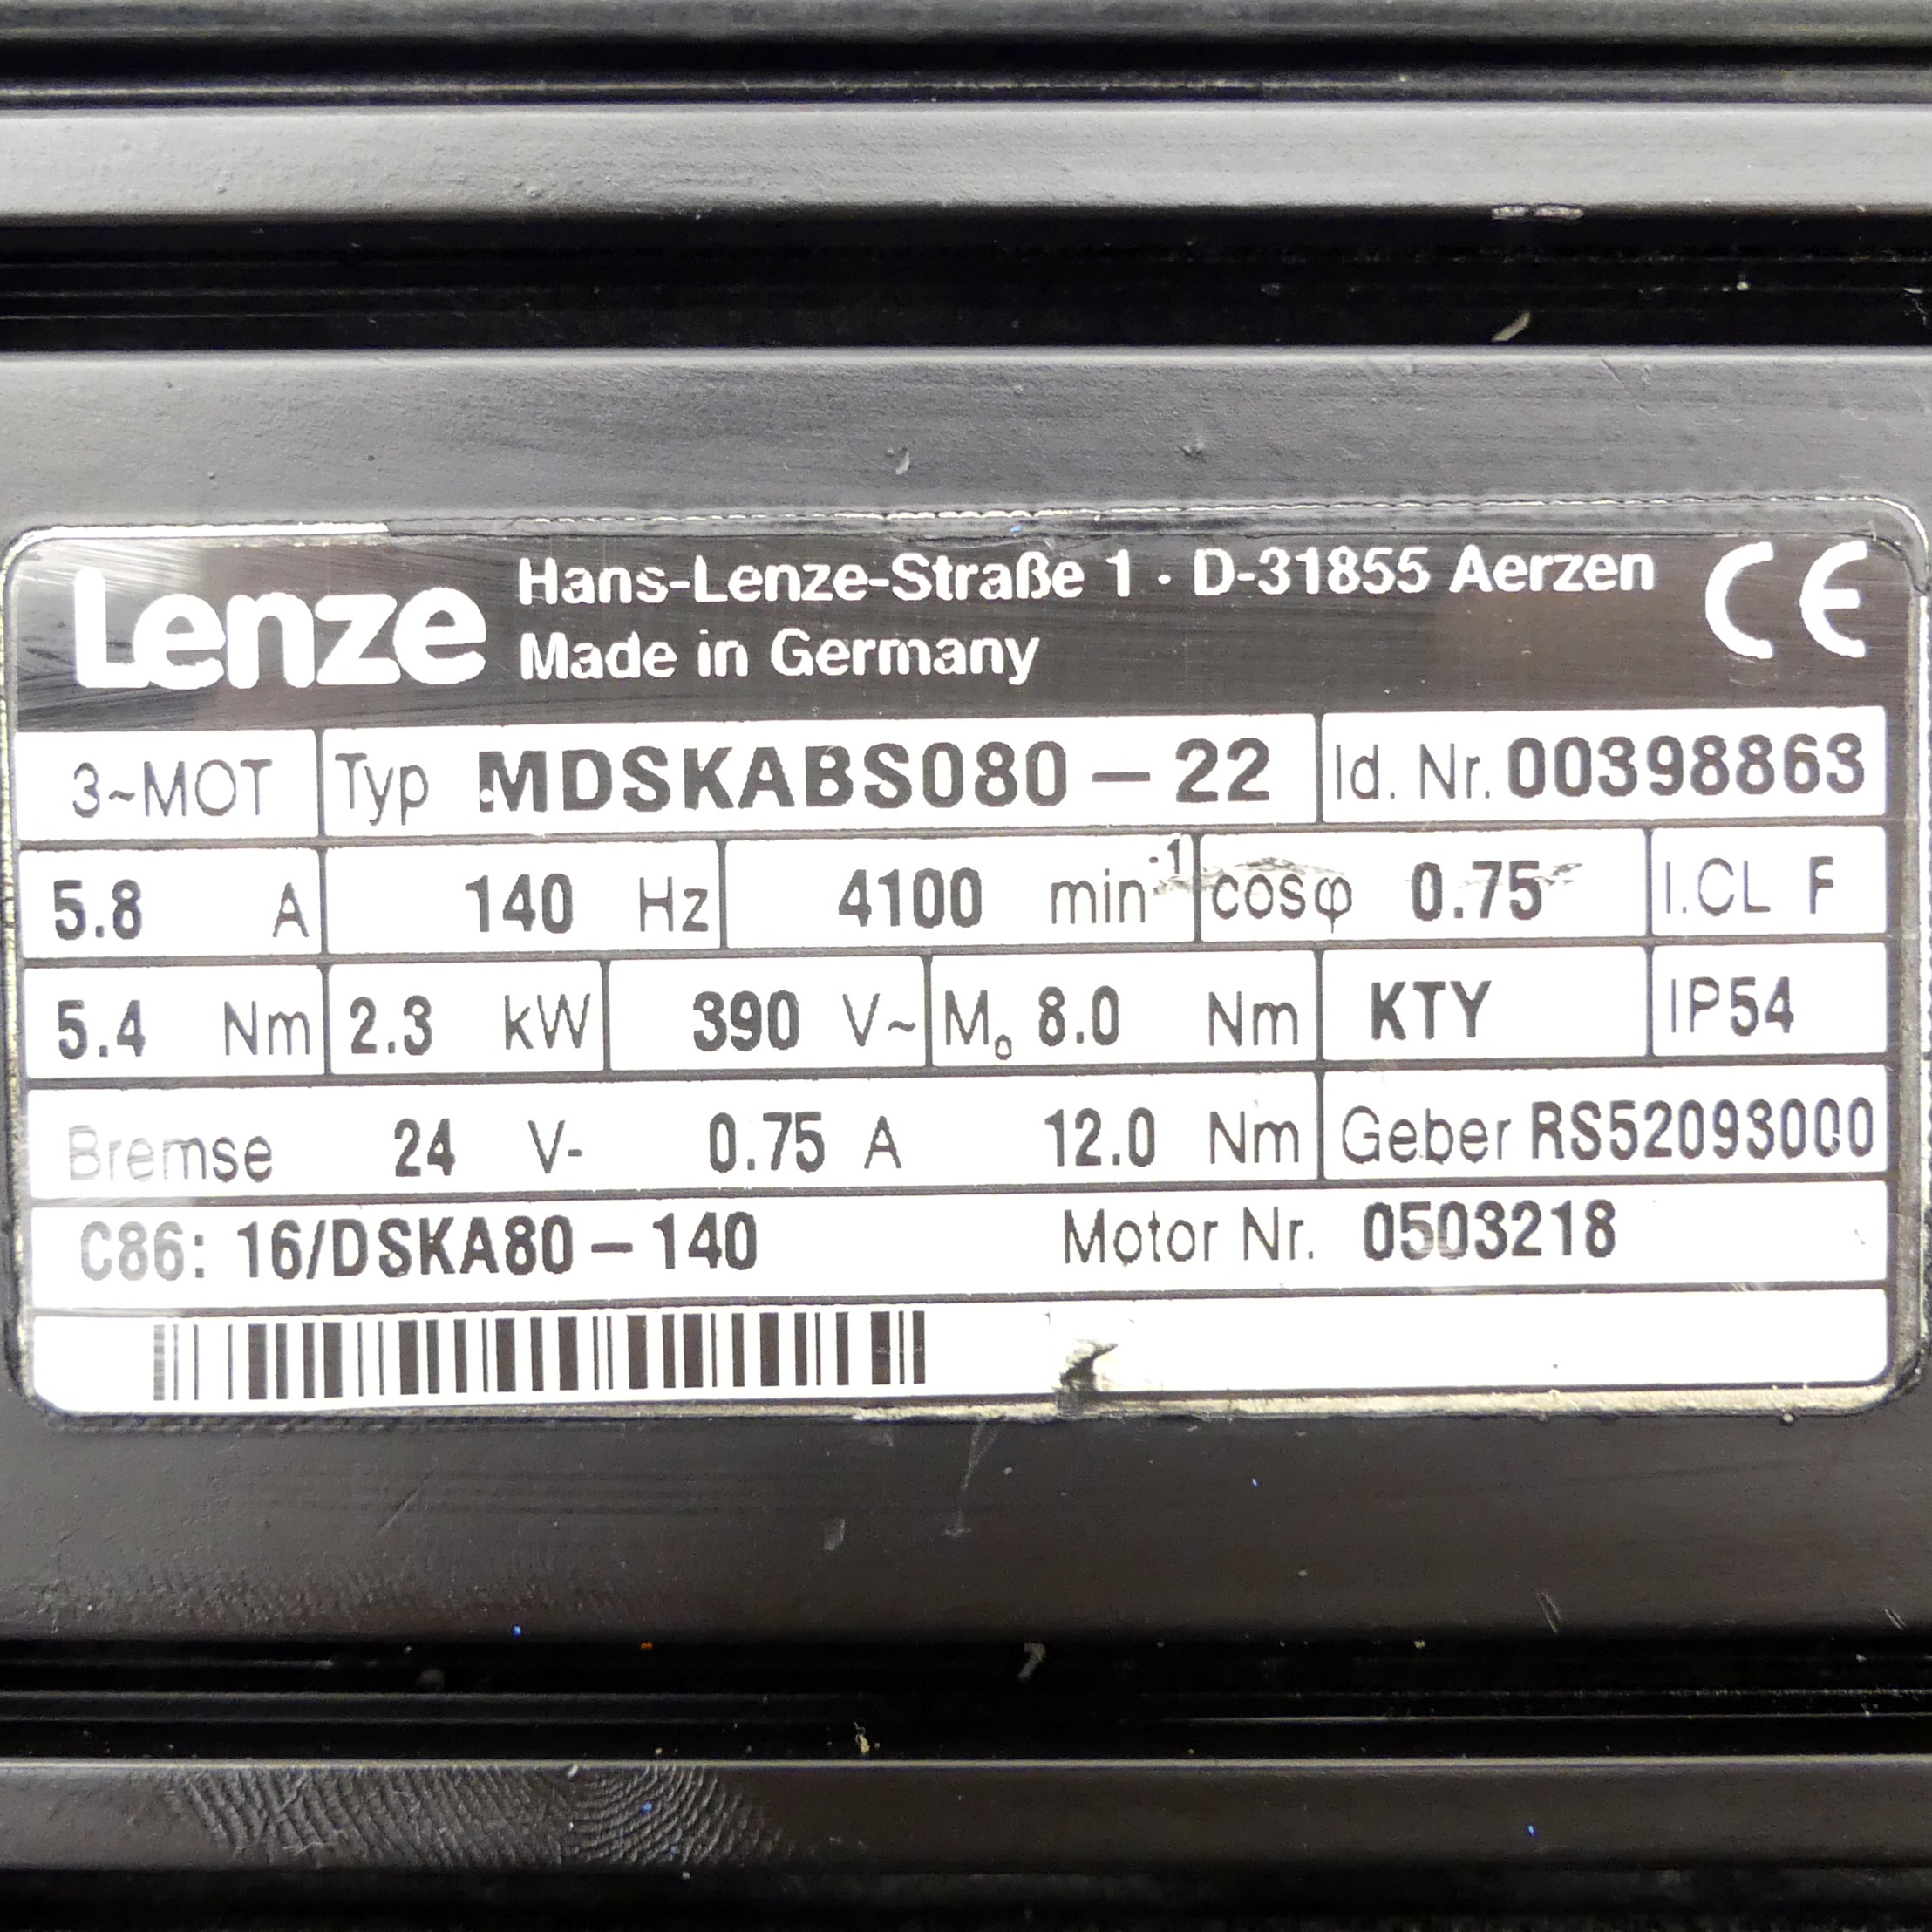 Lenze Hans-Lenze-Straße 1 · D-31855 Aerzen CE
Made in Germany
3~MOT Typ MDSKABS080-22 Id. Nr. 00398863
5.8 A 140 Hz 4100 min-1 cosφ 0.75 I.CL F
5.4 Nm 2.3 kW 390 V~ Mo 8.0 Nm KTY IP54
Bremse 24 V- 0.75 A 12.0 Nm Geber RS52093000
C86: 16/DSKA80-140 Motor Nr. 0503218